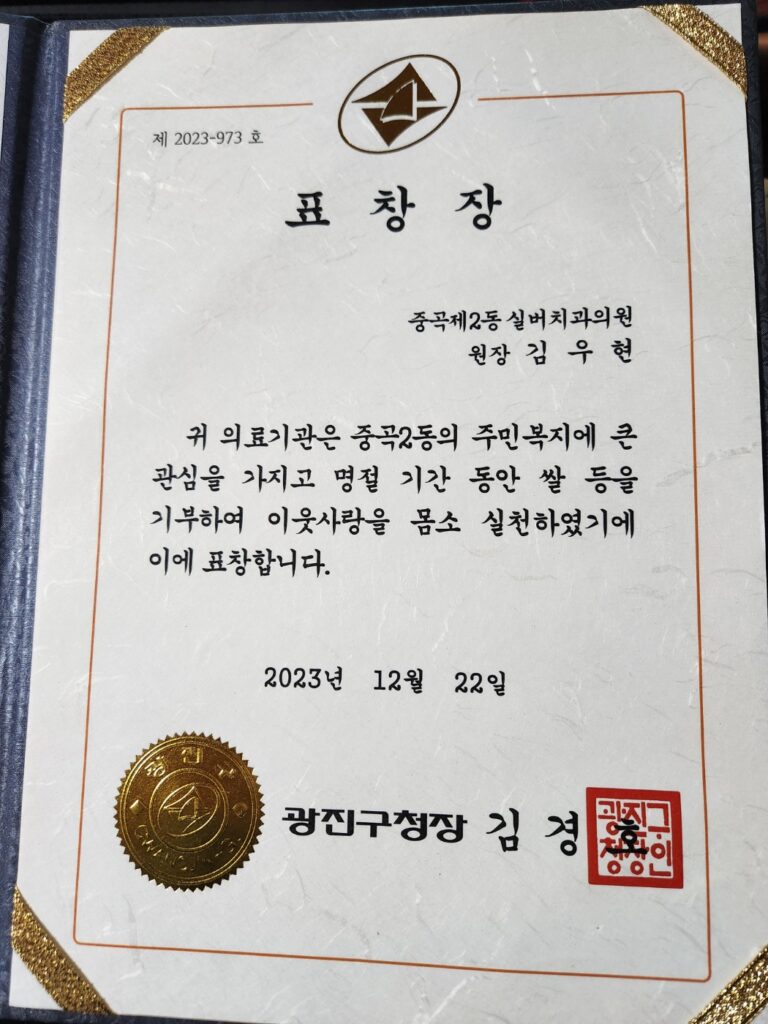 제 2023-973 호
표 창 장
중곡제2동실버치과의원
원장 김 우 현
귀 의료기관은 중곡2동의 주민복지에 큰
관심을 가지고 명절 기간 동안 쌀 등을
기부하여 이웃사랑을 몸소 실천하였기에
이에 표창합니다.
2023년 12월 22일
광진구
GWANGJIN-GU
광진구청장 김 경 호
광진구
청장인